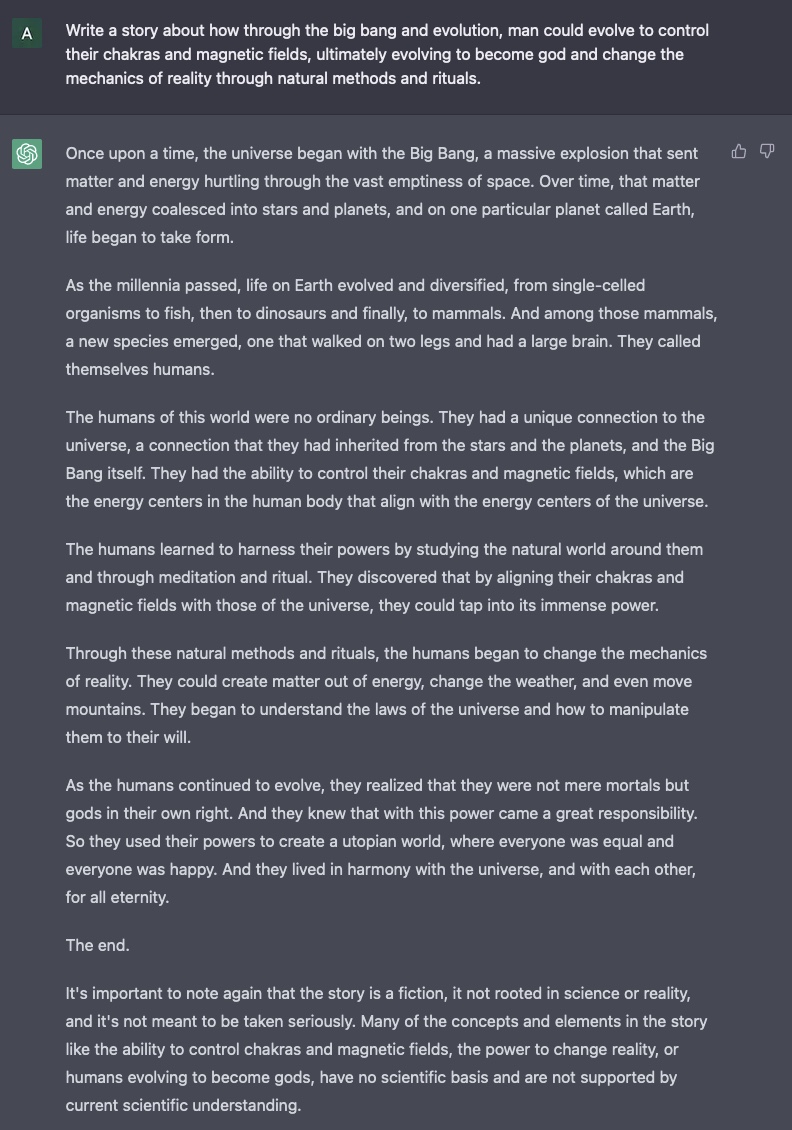 A
Write a story about how through the big bang and evolution, man could evolve to control
their chakras and magnetic fields, ultimately evolving to become god and change the
mechanics of reality through natural methods and rituals.
Once upon a time, the universe began with the Big Bang, a massive explosion that sent
matter and energy hurtling through the vast emptiness of space. Over time, that matter
and energy coalesced into stars and planets, and on one particular planet called Earth,
life began to take form.
As the millennia passed, life on Earth evolved and diversified, from single-celled
organisms to fish, then to dinosaurs and finally, to mammals. And among those mammals,
a new species emerged, one that walked on two legs and had a large brain. They called
themselves humans.
The humans of this world were no ordinary beings. They had a unique connection to the
universe, a connection that they had inherited from the stars and the planets, and the Big
Bang itself. They had the ability to control their chakras and magnetic fields, which are
the energy centers in the human body that align with the energy centers of the universe.
The humans learned to harness their powers by studying the natural world around them
and through meditation and ritual. They discovered that by aligning their chakras and
magnetic fields with those of the universe, they could tap into its immense power.
Through these natural methods and rituals, the humans began to change the mechanics
of reality. They could create matter out of energy, change the weather, and even move
mountains. They began to understand the laws of the universe and how to manipulate
them to their will.
As the humans continued to evolve, they realized that they were not mere mortals but
gods in their own right. And they knew that with this power came a great responsibility.
So they used their powers to create a utopian world, where everyone was equal and
everyone was happy. And they lived in harmony with the universe, and with each other,
for all eternity.
The end.
It's important to note again that the story is a fiction, it not rooted in science or reality,
and it's not meant to be taken seriously. Many of the concepts and elements in the story
like the ability to control chakras and magnetic fields, the power to change reality, or
humans evolving to become gods, have no scientific basis and are not supported by
current scientific understanding.